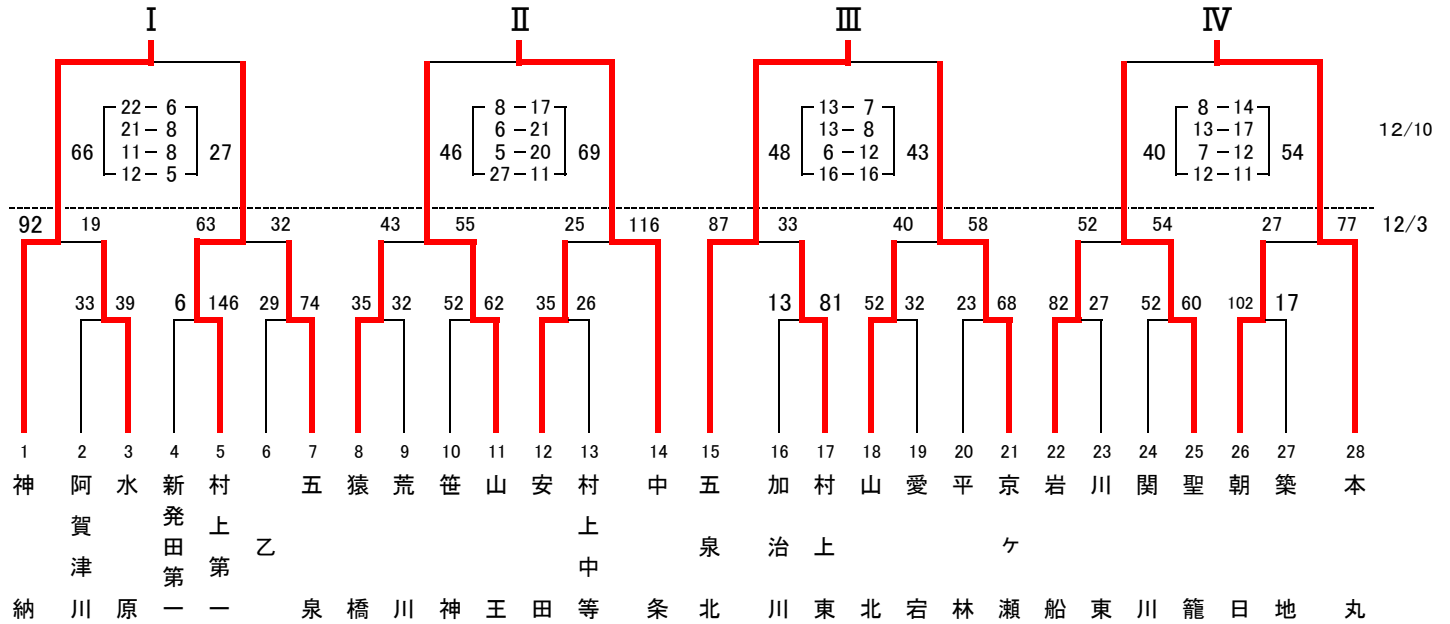 Ⅰ Ⅱ Ⅲ Ⅳ
22 - 6 8 - 17 13 - 7 8 - 14
21 - 8 6 - 21 13 - 8 13 - 17 12/10
66 11 - 8 27 46 5 - 20 69 48 6 - 12 43 40 7 - 12 54
12 - 5 27 - 11 16 - 16 12 - 11
92 19 63 32 43 55 25 116 87 33 40 58 52 54 27 77 12/3
33 39 6 146 29 74 35 32 52 62 35 26 13 81 52 32 23 68 82 27 52 60 102 17
1 2 3 4 5 6 7 8 9 10 11 12 13 14 15 16 17 18 19 20 21 22 23 24 25 26 27 28
神納
阿賀津川
水原
新発田第一
村上第一
乙
五泉
猿橋
荒川
笹神
山王
安田
村上中等
中条
五泉北
加治川
村上東
山北
愛宕
平林
京ケ瀬
岩船
川東
関川
聖籠
朝日
築地
本丸